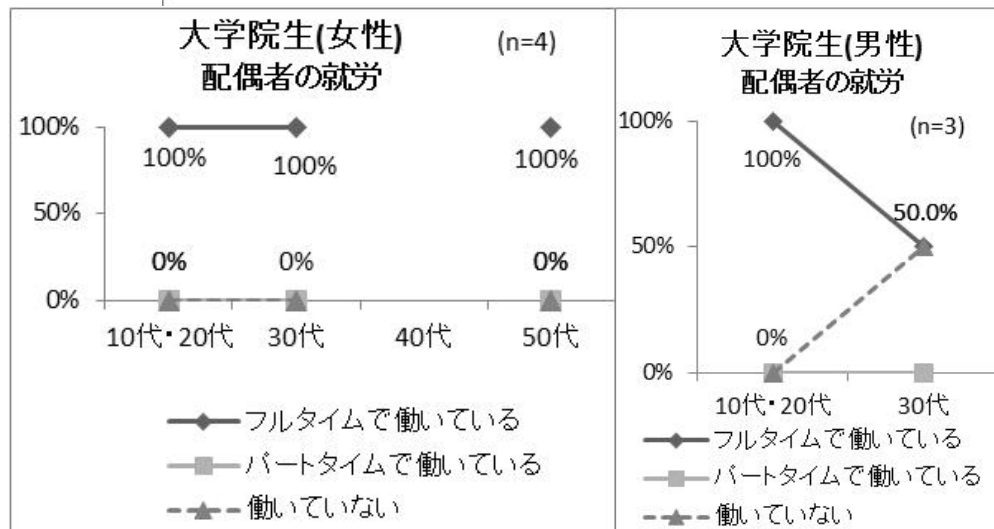 大学院生(女性)
配偶者の就労
(n=4)
100%
50%
0%
100%
100%
100%
0%
0%
0%
10代・20代
30代
40代
50代
フルタイムで働いている
パートタイムで働いている
働いていない
大学院生(男性)
配偶者の就労
(n=3)
100%
50%
0%
100%
50.0%
0%
10代・20代
30代
フルタイムで働いている
パートタイムで働いている
働いていない